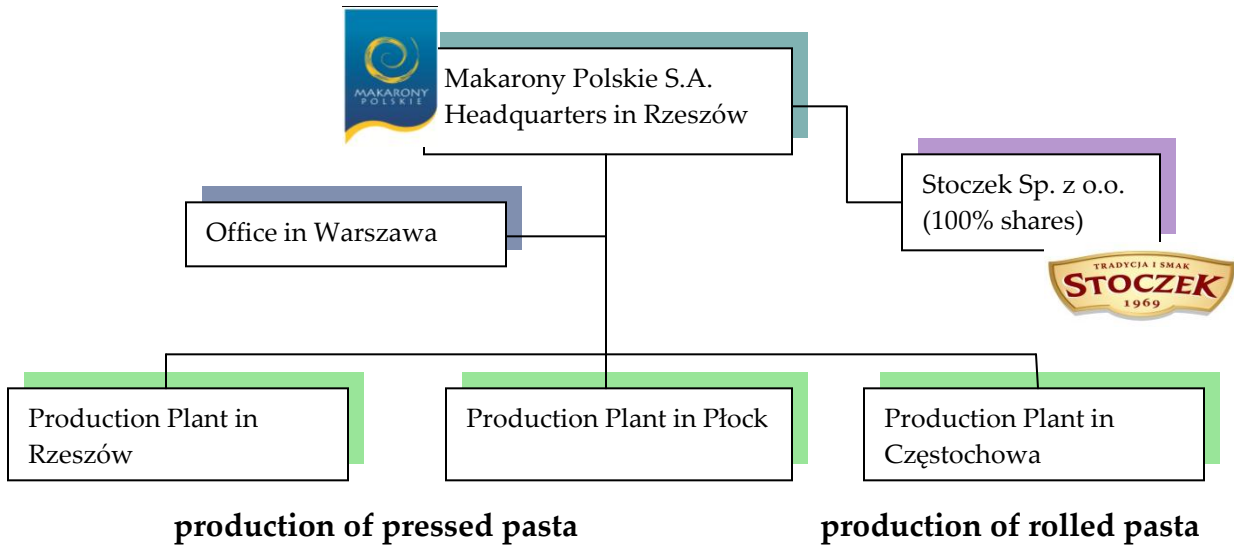 MAKARONY
POLSKIE
Makarony Polskie S.A.
Headquarters in Rzeszów
Stoczek Sp. z o.o.
(100% shares)
Office in Warszawa
TRADYCJA I SMAK
STOCZEK
1969
Production Plant in
Rzeszów
Production Plant in Płock
Production Plant in
Częstochowa
production of pressed pasta
production of rolled pasta